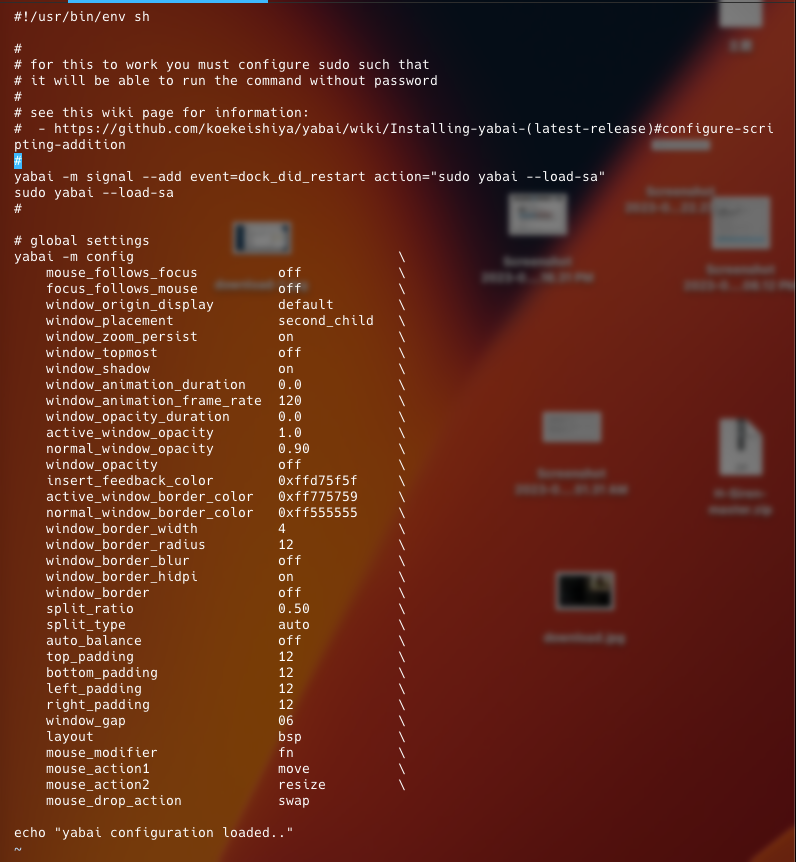 #!/usr/bin/env sh
#
# for this to work you must configure sudo such that
# it will be able to run the command without password
#
# see this wiki page for information:
#  - https://github.com/koekeishiya/yabai/wiki/Installing-yabai-(latest-release)#configure-scri
pting-addition
#
yabai -m signal --add event=dock_did_restart action="sudo yabai --load-sa"
sudo yabai --load-sa
#
# global settings
yabai -m config                                 \
    mouse_follows_focus          off            \
    focus_follows_mouse          off            \
    window_origin_display        default        \
    window_placement             second_child   \
    window_zoom_persist          on             \
    window_topmost               off            \
    window_shadow                on             \
    window_animation_duration    0.0            \
    window_animation_frame_rate  120            \
    window_opacity_duration      0.0            \
    active_window_opacity        1.0            \
    normal_window_opacity        0.90           \
    window_opacity               off            \
    insert_feedback_color        0xffd75f5f     \
    active_window_border_color   0xff775759     \
    normal_window_border_color   0xff555555     \
    window_border_width          4              \
    window_border_radius         12             \
    window_border_blur           off            \
    window_border_hidpi          on             \
    window_border                off            \
    split_ratio                  0.50           \
    split_type                   auto           \
    auto_balance                 off            \
    top_padding                  12             \
    bottom_padding               12             \
    left_padding                 12             \
    right_padding                12             \
    window_gap                   06             \
    layout                       bsp            \
    mouse_modifier               fn             \
    mouse_action1                move           \
    mouse_action2                resize         \
    mouse_drop_action            swap
echo "yabai configuration loaded.."
~